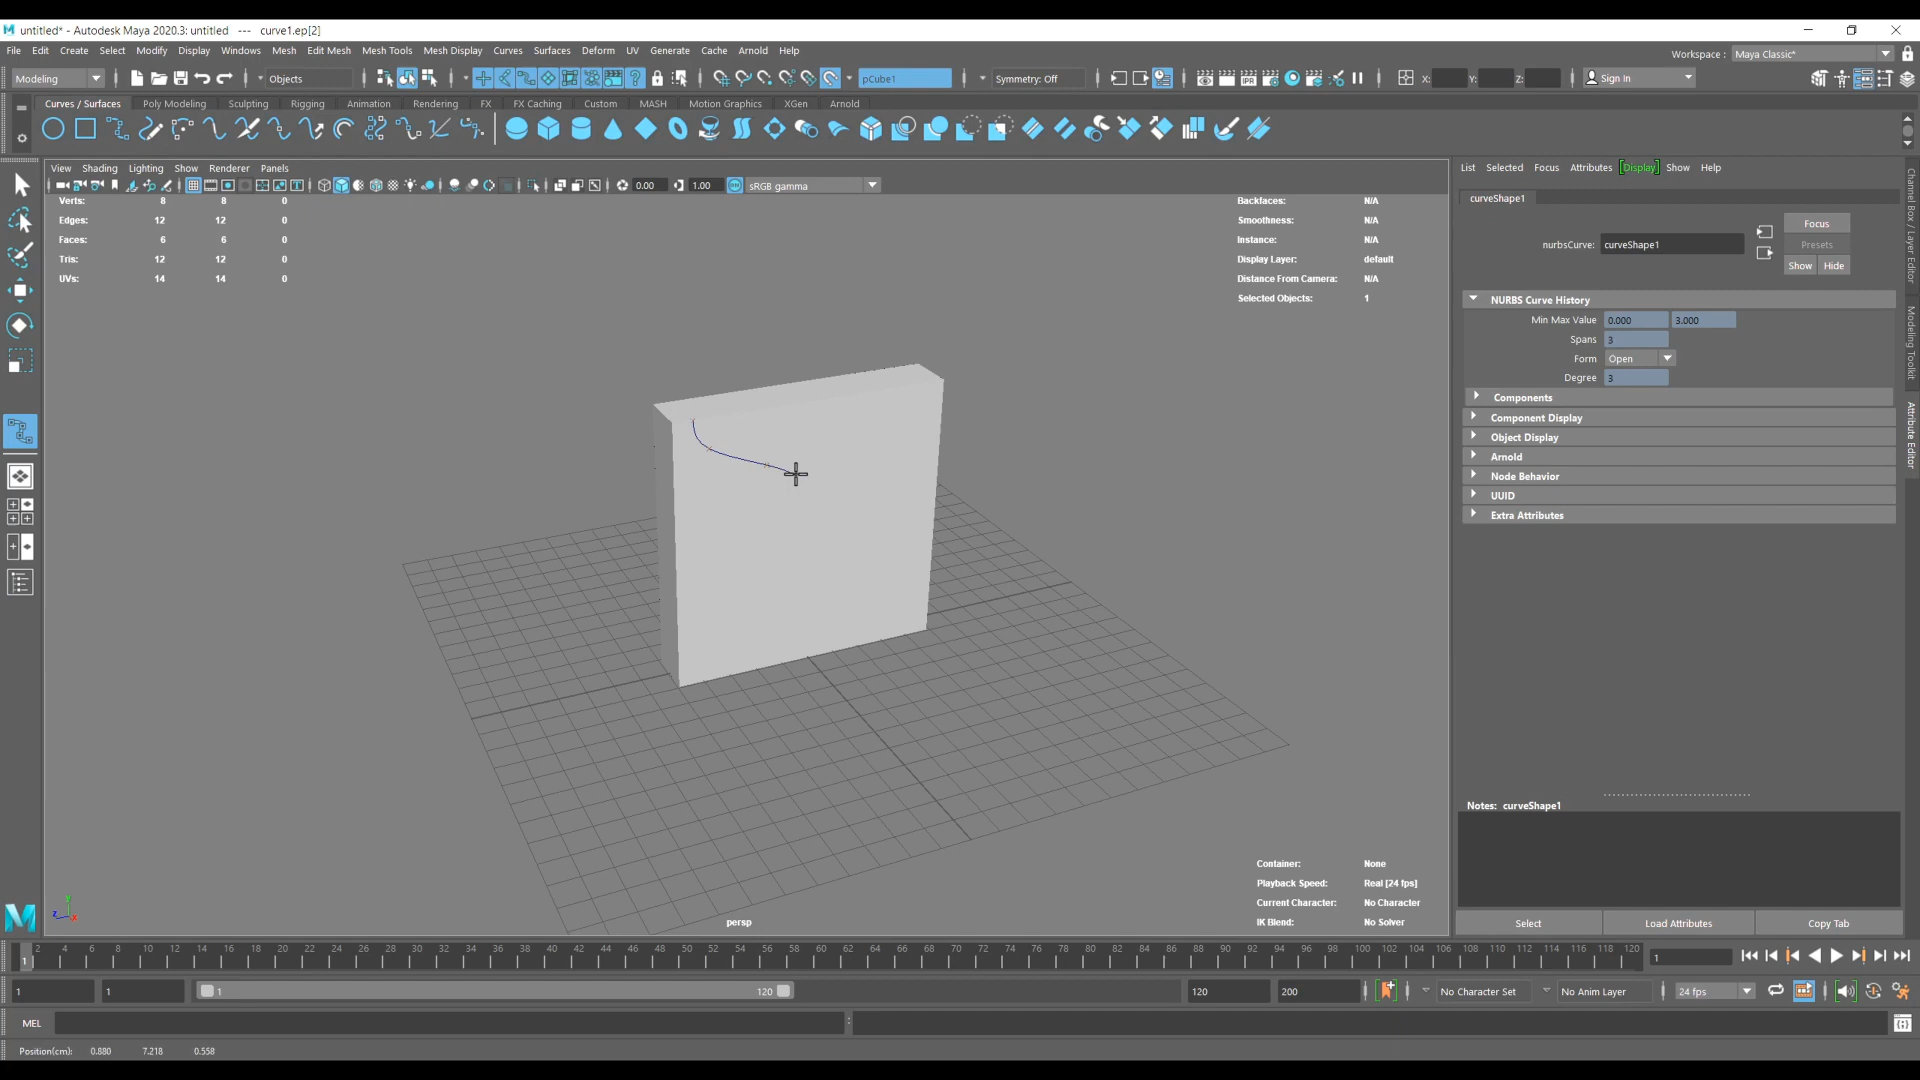 untitled* - Autodesk Maya 2020.3: untitled --- curve1.ep[2]
File Edit Create Select Modify Display Windows Mesh Edit Mesh Mesh Tools Mesh Display Curves Surfaces Deform UV Generate Cache Arnold Help
Workspace : Maya Classic*
Modeling Objects pCube1 Symmetry: Off X: Y: Z: Sign In
Curves / Surfaces Poly Modeling Sculpting Rigging Animation Rendering FX FX Caching Custom MASH Motion Graphics XGen Arnold
View Shading Lighting Show Renderer Panels
0.00 1.00 sRGB gamma
Verts: 8 8 0
Edges: 12 12 0
Faces: 6 6 0
Tris: 12 12 0
UVs: 14 14 0
Backfaces: N/A
Smoothness: N/A
Instance: N/A
Display Layer: default
Distance From Camera: N/A
Selected Objects: 1
Container: None
Playback Speed: Real [24 fps]
Current Character: No Character
IK Blend: No Solver
persp
y
z x
List Selected Focus Attributes [Display] Show Help
curveShape1
Focus
nurbsCurve: curveShape1
Presets
Show Hide
NURBS Curve History
Min Max Value 0.000 3.000
Spans 3
Form Open
Degree 3
Components
Component Display
Object Display
Arnold
Node Behavior
UUID
Extra Attributes
Notes: curveShape1
Select Load Attributes Copy Tab
Channel Box / Layer Editor
Modeling Toolkit
Attribute Editor
2 4 6 8 10 12 14 16 18 20 22 24 26 28 30 32 34 36 38 40 42 44 46 48 50 52 54 56 58 60 62 64 66 68 70 72 74 76 78 80 82 84 86 88 90 92 94 96 98 100 102 104 106 108 110 112 114 116 118 120
1 1
1 1 1 120 120 200 No Character Set No Anim Layer 24 fps
MEL
Position(cm): 0.880 7.218 0.558